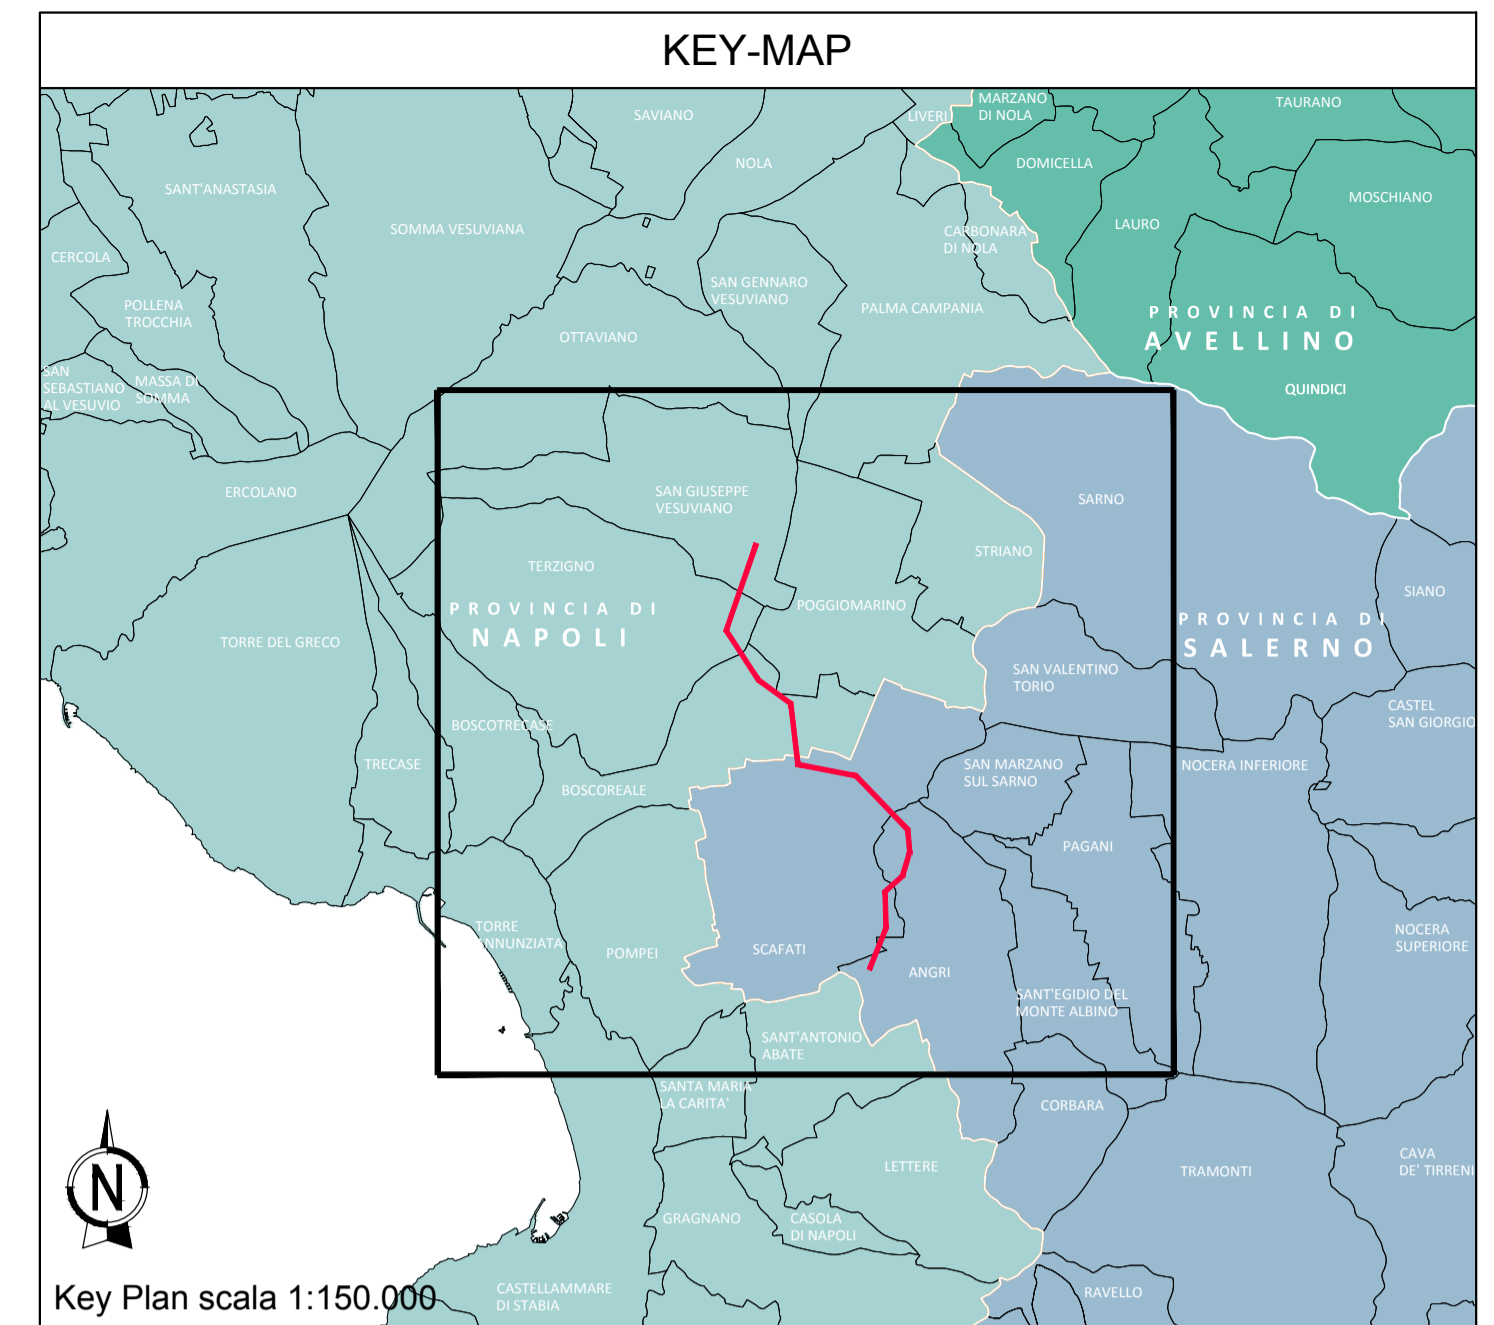 KEY-MAP
MARZANO
DI NOLA
TAURANO
SAVIANO
LIVERI
NOLA
DOMICELLA
SANT'ANASTASIA
MOSCHIANO
SOMMA VESUVIANA
LAURO
CARBONARA
DI NOLA
CERCOLA
SAN GENNARO
VESUVIANO
POLLENA
TROCCHIA
PALMA CAMPANIA
PROVINCIA DI
AVELLINO
OTTAVIANO
SAN
SEBASTIANO
AL VESUVIO
MASSA DI
SOMMA
QUINDICI
ERCOLANO
SAN GIUSEPPE
VESUVIANO
SARNO
STRIANO
TERZIGNO
SIANO
PROVINCIA DI
NAPOLI
POGGIOMARINO
PROVINCIA DI
SALERNO
TORRE DEL GRECO
SAN VALENTINO
TORIO
CASTEL
SAN GIORGIO
BOSCOTRECASE
TRECASE
SAN MARZANO
SUL SARNO
NOCERA INFERIORE
BOSCOREALE
PAGANI
TORRE
ANNUNZIATA
POMPEI
SCAFATI
NOCERA
SUPERIORE
ANGRI
SANT'EGIDIO DEL
MONTE ALBINO
SANT'ANTONIO
ABATE
SANTA MARIA
LA CARITA'
CORBARA
N
LETTERE
TRAMONTI
CAVA
DE' TIRRENI
GRAGNANO
CASOLA
DI NAPOLI
CASTELLAMMARE
DI STABIA
RAVELLO
Key Plan scala 1:150.000